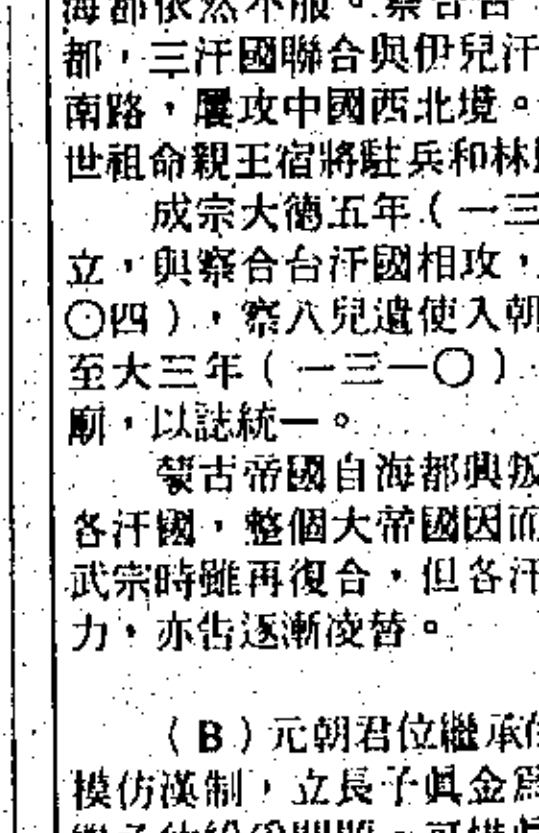 海都依然不服。察合台
都，三汗國聯合與伊兒汗
南路，屢攻中國西北境。
世祖命親王宿將駐兵和林
成宗大德五年（一三
立，與察合台汗國相攻，
〇四），察八兒遣使入朝
至大三年（一三一〇）
廟，以誌統一。
蒙古帝國自海都興叛
各汗國，整個大帝國因而
武宗時雖再復合，但各汗
力，亦告逐漸凌替。
（B）元朝君位繼承
模仿漢制，立長子眞金爲